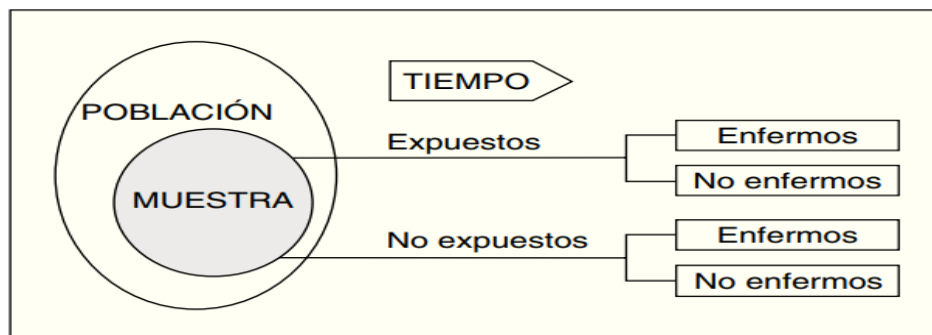 TIEMPO
POBLACIÓN
Expuestos
Enfermos
No enfermos
MUESTRA
No expuestos
Enfermos
No enfermos